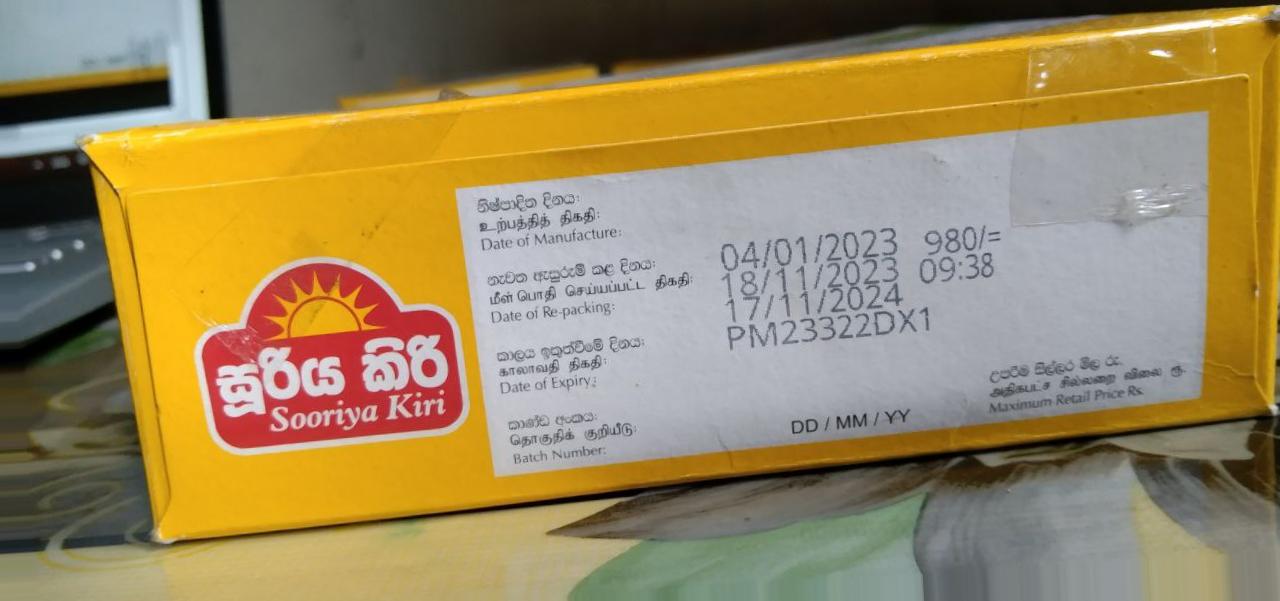 සූරිය කිරි
Sooriya Kiri
නිෂ්පාදිත දිනය:
உற்பத்தித் திகதி:
Date of Manufacture:
නැවත ඇසුරුම් කළ දිනය:
மீள் பொதி செய்யப்பட்ட திகதி:
Date of Re-packing:
කාලය ඉකුත්වීමේ දිනය:
காலாவதி திகதி:
Date of Expiry:
කාණ්ඩ අංකය:
தொகுதிக் குறியீடு:
Batch Number:
04/01/2023 980/=
18/11/2023 09:38
17/11/2024
PM23322DX1
DD / MM / YY
උපරිම සිල්ලර මිල රු.
அதிகபட்ச சில்லறை விலை ரூ.
Maximum Retail Price Rs.